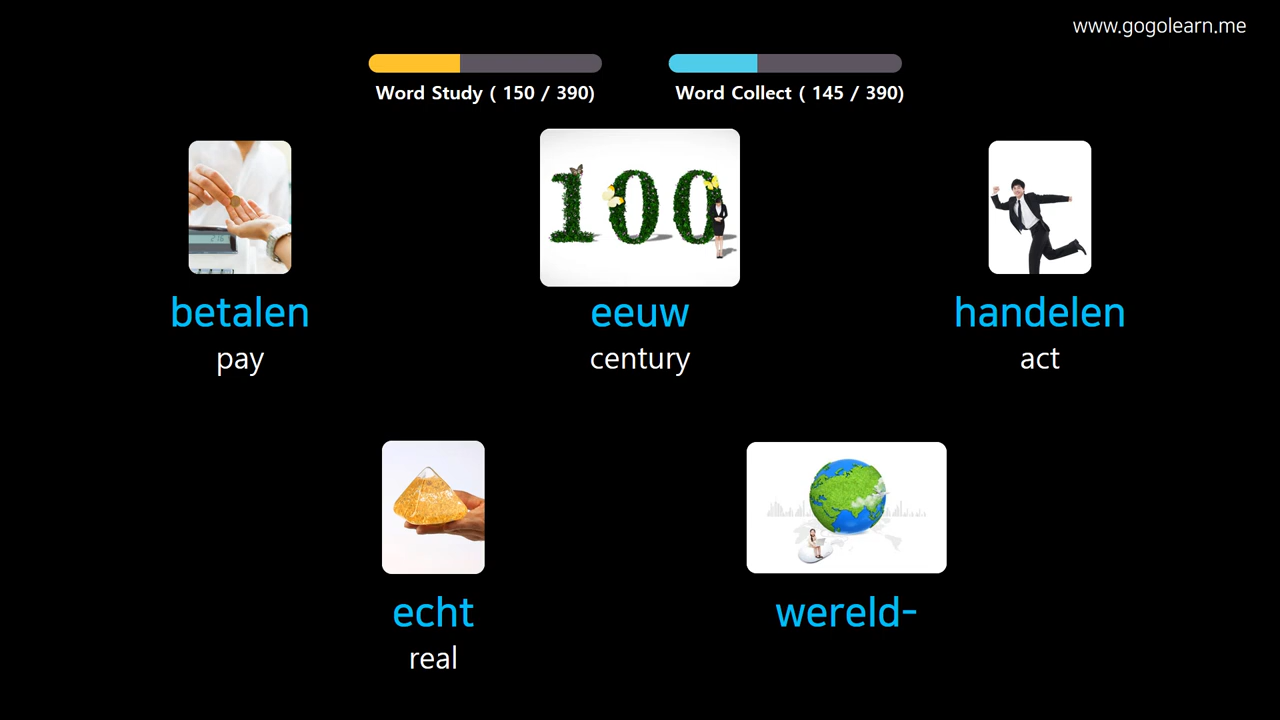 www.gogolearn.me
Word Study ( 150 / 390)
Word Collect ( 145 / 390)
100
betalen
pay
eeuw
century
handelen
act
echt
real
wereld-